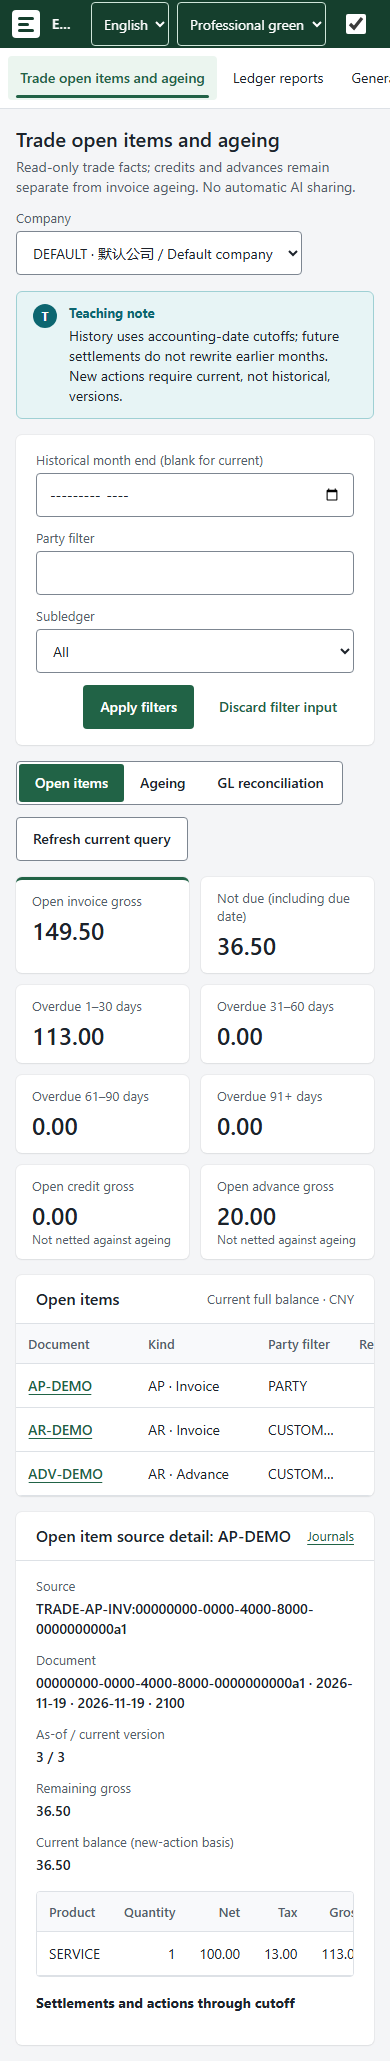 E...
English
Professional green
Trade open items and ageing
Ledger reports
Genera
Trade open items and ageing
Read-only trade facts; credits and advances remain
separate from invoice ageing. No automatic AI sharing.
Company
DEFAULT · 默认公司 / Default company
T
Teaching note
History uses accounting-date cutoffs; future
settlements do not rewrite earlier months.
New actions require current, not historical,
versions.
Historical month end (blank for current)
--------- ----
Party filter
Subledger
All
Apply filters
Discard filter input
Open items
Ageing
GL reconciliation
Refresh current query
Open invoice gross
149.50
Not due (including due
date)
36.50
Overdue 1–30 days
113.00
Overdue 31–60 days
0.00
Overdue 61–90 days
0.00
Overdue 91+ days
0.00
Open credit gross
0.00
Not netted against ageing
Open advance gross
20.00
Not netted against ageing
Open items
Current full balance · CNY
Document Kind Party filter Re
AP-DEMO AP · Invoice PARTY
AR-DEMO AR · Invoice CUSTOM...
ADV-DEMO AR · Advance CUSTOM...
Open item source detail: AP-DEMO
Journals
Source
TRADE-AP-INV:00000000-0000-4000-8000-
0000000000a1
Document
00000000-0000-4000-8000-0000000000a1 · 2026-
11-19 · 2026-11-19 · 2100
As-of / current version
3 / 3
Remaining gross
36.50
Current balance (new-action basis)
36.50
Product Quantity Net Tax Gros
SERVICE 1 100.00 13.00 113.0
Settlements and actions through cutoff